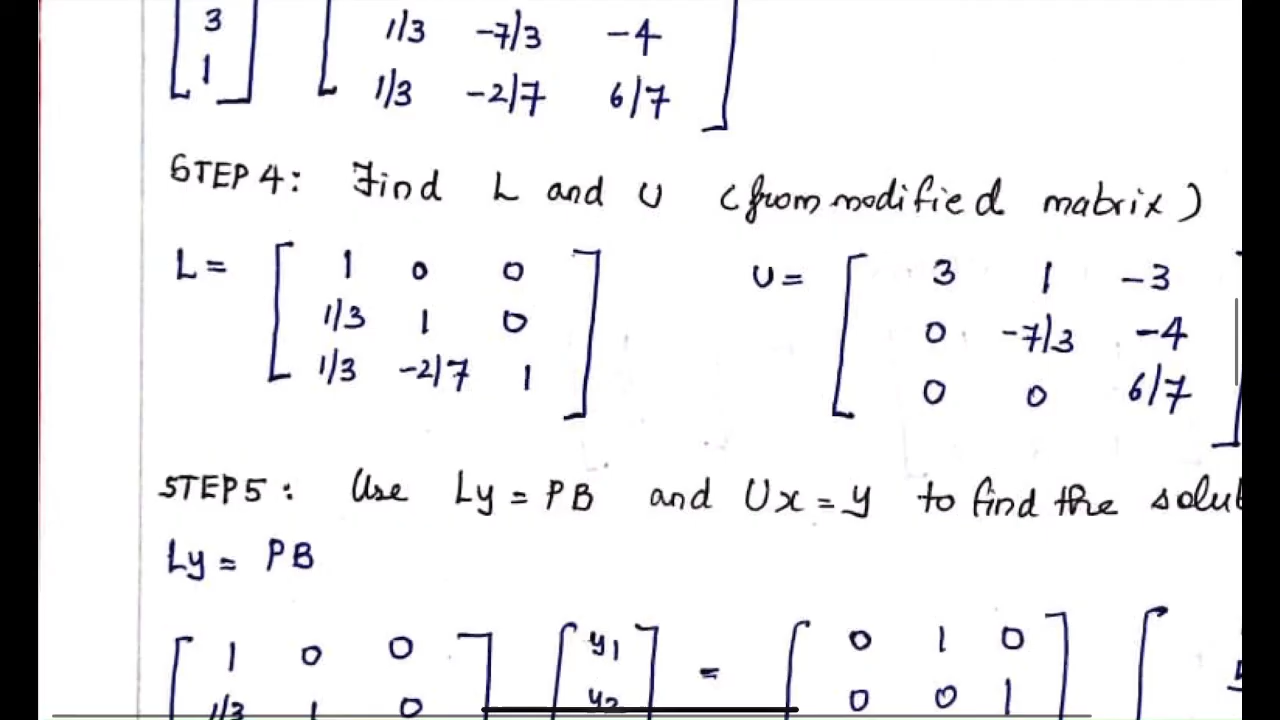 3 1/3 -7/3 -4
1 1/3 -2/7 6/7
STEP 4: Find L and U (from modified matrix)
L = 1 0 0 U = 3 1 -3
1/3 1 0 0 -7/3 -4
1/3 -2/7 1 0 0 6/7
STEP 5: Use Ly = PB and Ux = y to find the
Ly = PB
1 0 0 y1 = 0 1 0
1/3 1 0 y2 0 0 1